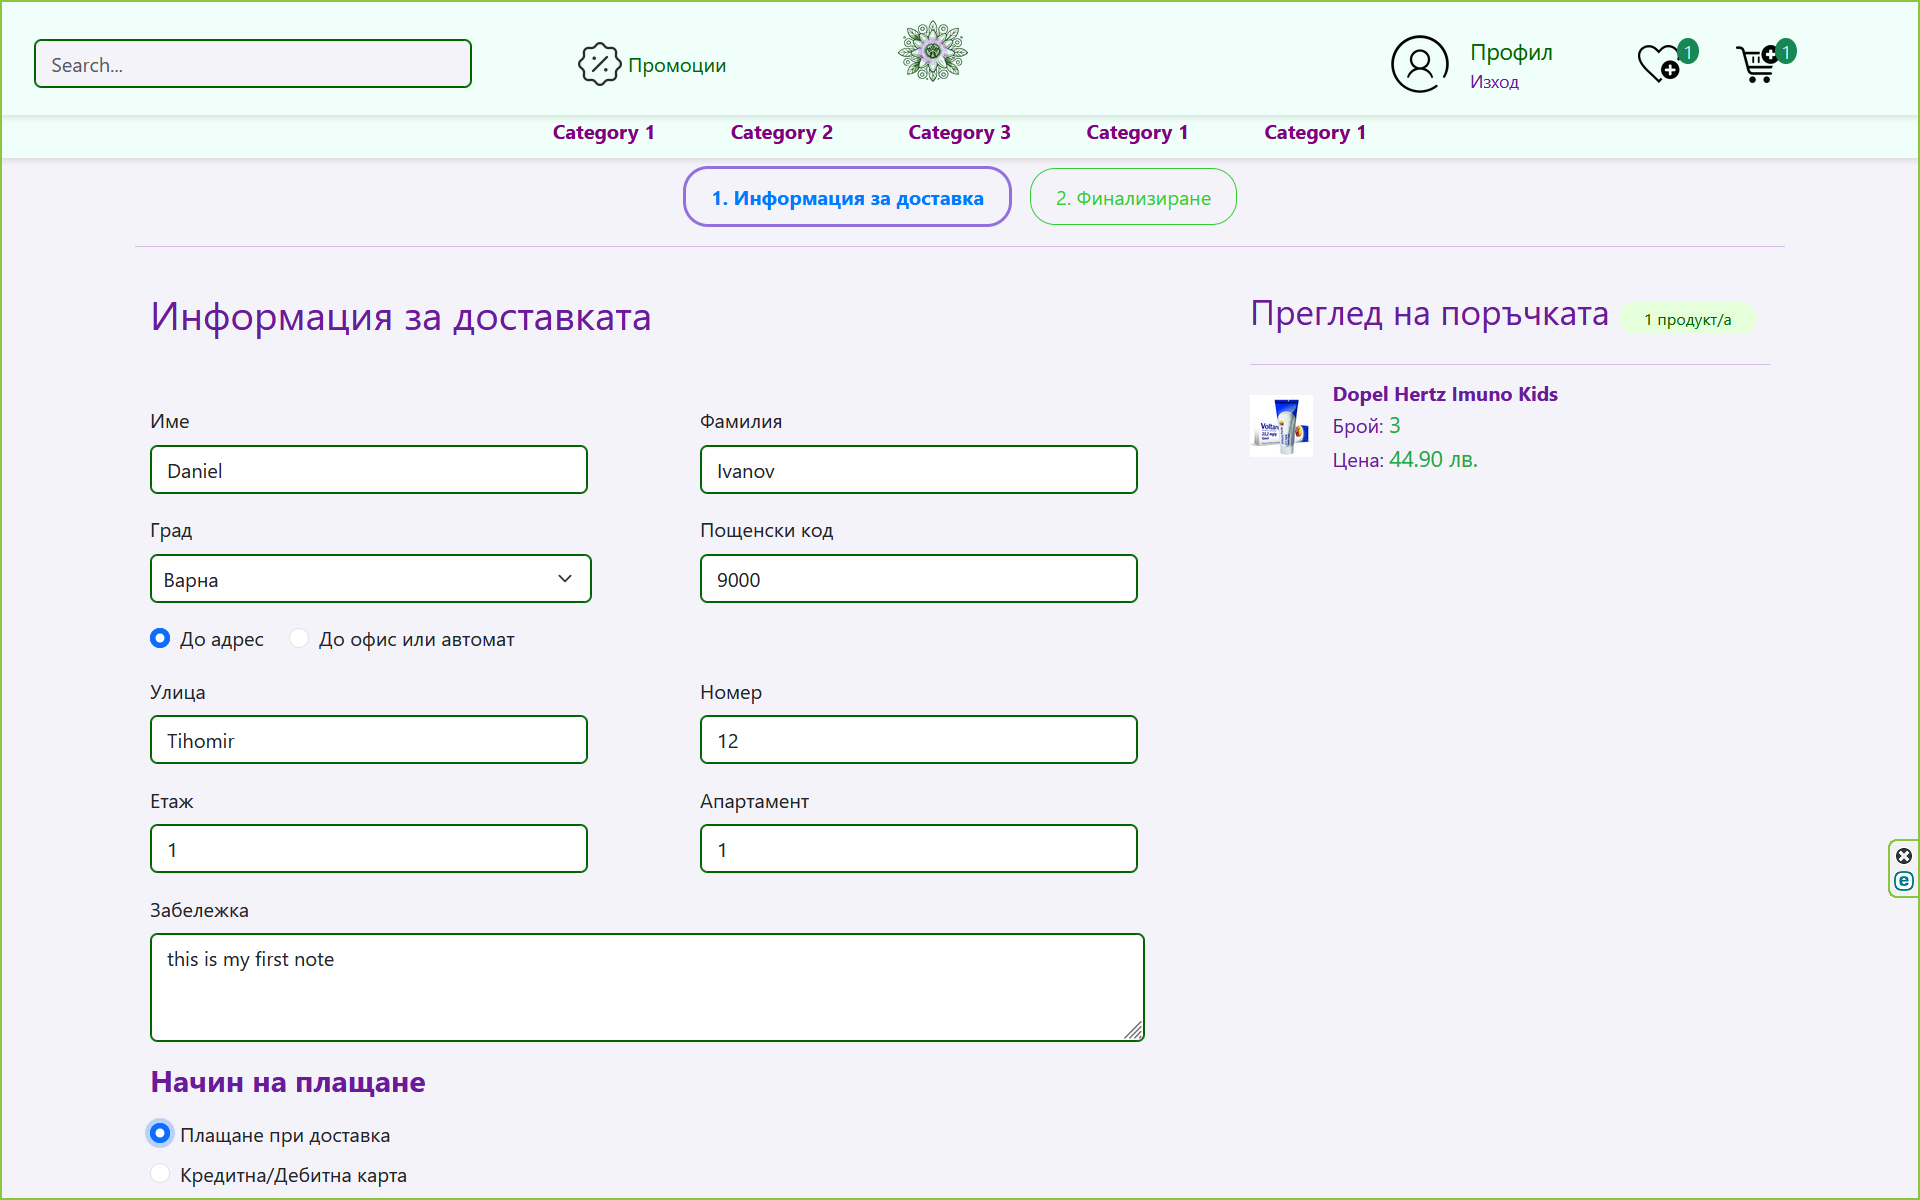 Search...
Промоции
Профил
Изход
1
1
Category 1
Category 2
Category 3
Category 1
Category 1
1. Информация за доставка
2. Финализиране
Информация за доставката
Име
Фамилия
Daniel
Ivanov
Град
Пощенски код
Варна
9000
До адрес
До офис или автомат
Улица
Номер
Tihomir
12
Етаж
Апартамент
1
1
Забележка
this is my first note
Начин на плащане
Плащане при доставка
Кредитна/Дебитна карта
Преглед на поръчката
1 продукт/а
Dopel Hertz Imuno Kids
Брой: 3
Цена: 44.90 лв.